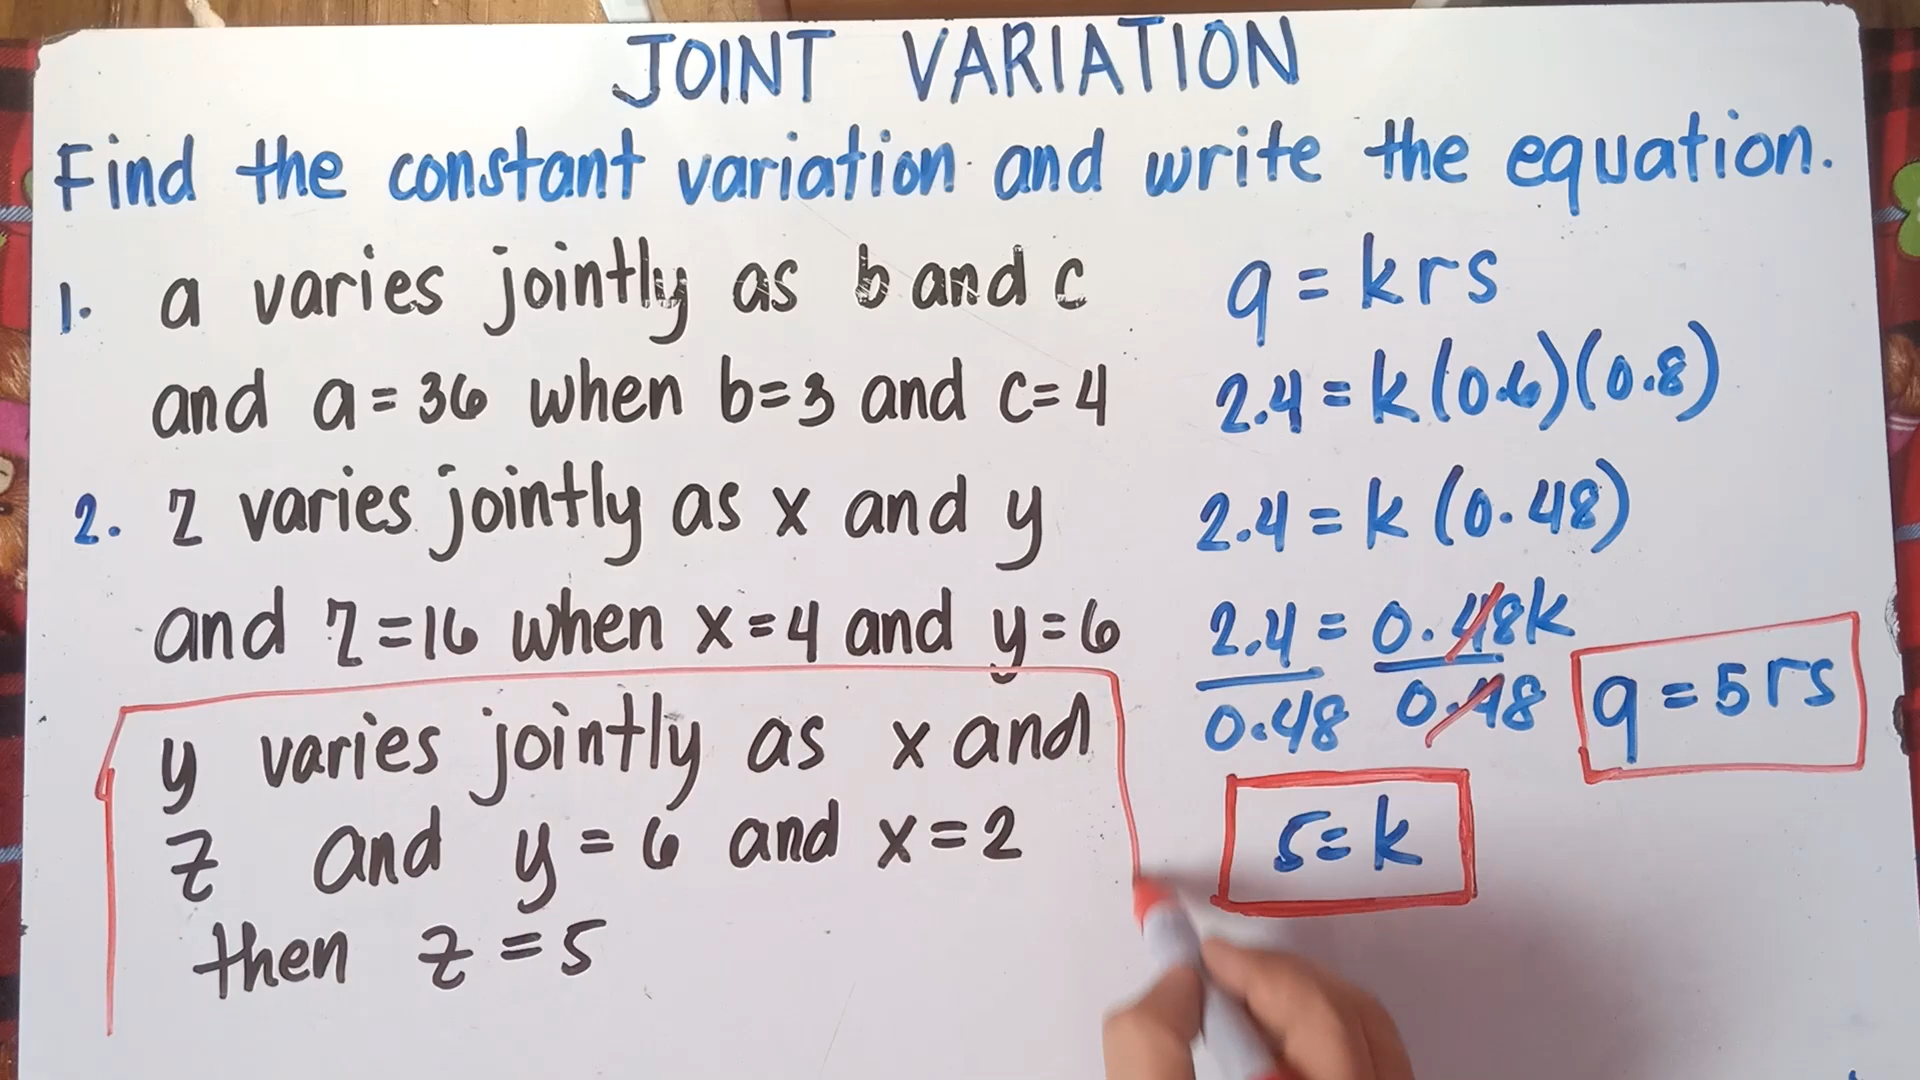 JOINT VARIATION
Find the constant variation and write the equation.
1. a varies jointly as b and c
and a = 36 when b=3 and c=4
2. z varies jointly as x and y
and z=16 when x=4 and y=6
y varies jointly as x and
z and y = 6 and x = 2
then z = 5
q = krs
2.4 = k(0.6)(0.8)
2.4 = k(0.48)
2.4 = 0.48k
0.48 0.48
q = 5rs
5 = k